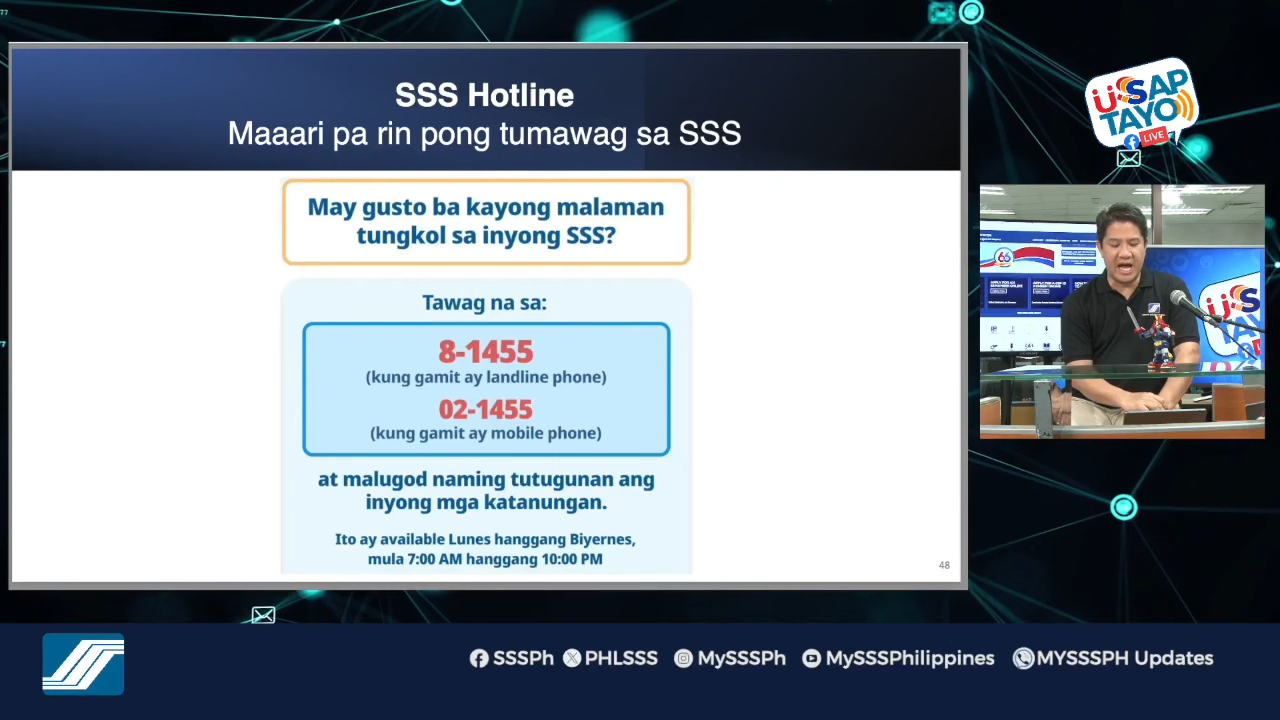 SSS Hotline
Maaari pa rin pong tumawag sa SSS
May gusto ba kayong malaman
tungkol sa inyong SSS?
Tawag na sa:
8-1455
(kung gamit ay landline phone)
02-1455
(kung gamit ay mobile phone)
at malugod naming tutugunan ang
inyong mga katanungan.
Ito ay available Lunes hanggang Biyernes,
mula 7:00 AM hanggang 10:00 PM
48
USSAP
TAYO
LIVE
SSSPh
PHLSSS
MySSSPh
MySSSPhilippines
MYSSSPH Updates